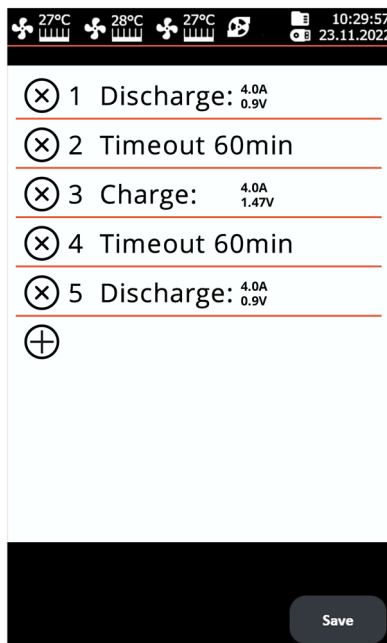 27°C 28°C 27°C 10:29:57
23.11.2022
1 Discharge: 4.0A
0.9V
2 Timeout 60min
3 Charge: 4.0A
1.47V
4 Timeout 60min
5 Discharge: 4.0A
0.9V
Save